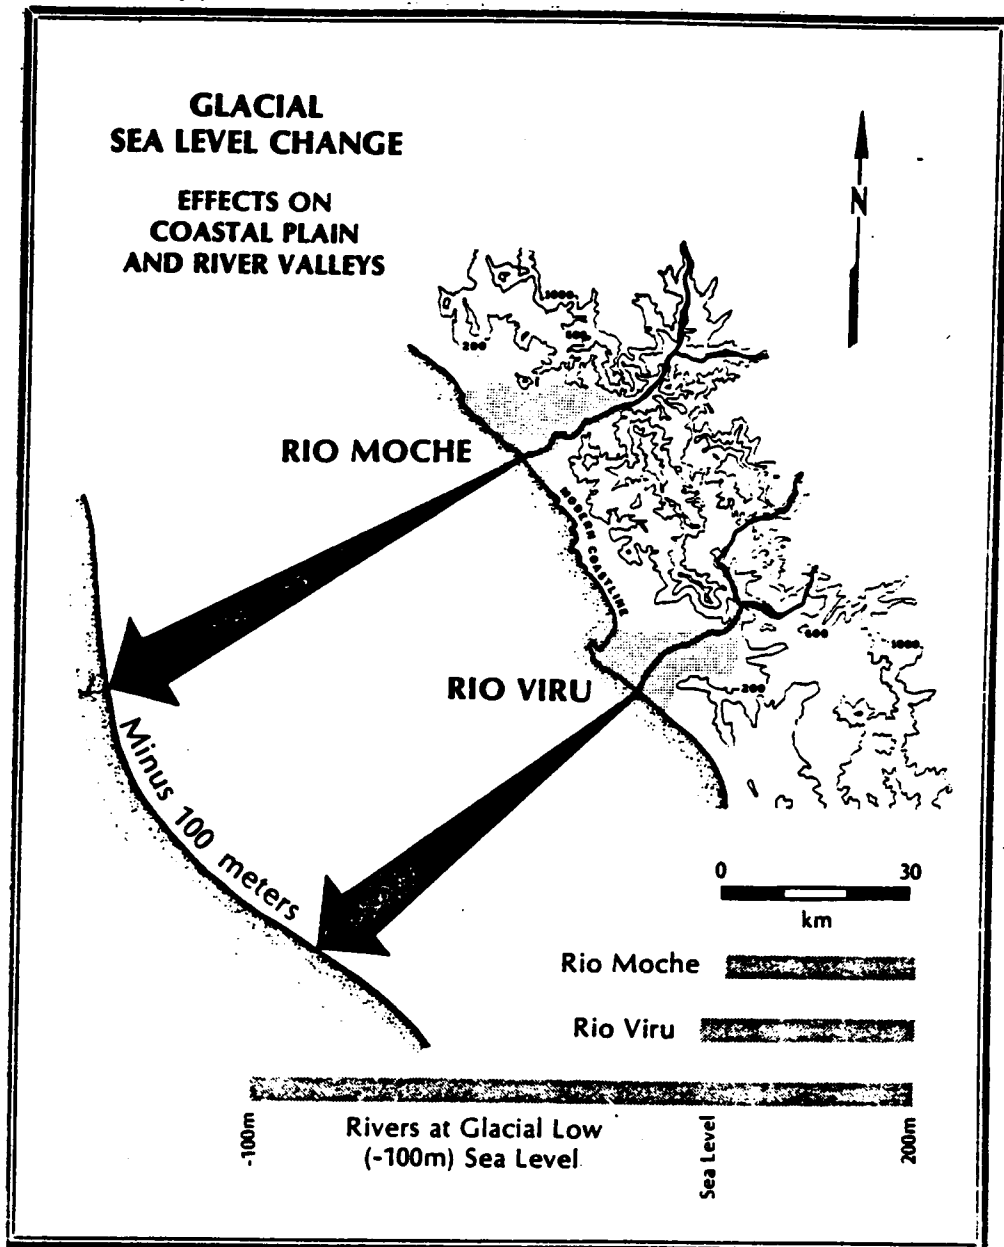 GLACIAL
SEA LEVEL CHANGE
EFFECTS ON
COASTAL PLAIN
AND RIVER VALLEYS
N
1000
200
RIO MOCHE
MODERN COASTLINE
600
1000
RIO VIRU
200
Minus 100 meters
0 30
km
Rio Moche
Rio Viru
-100m
Rivers at Glacial Low
(-100m) Sea Level
Sea Level
200m